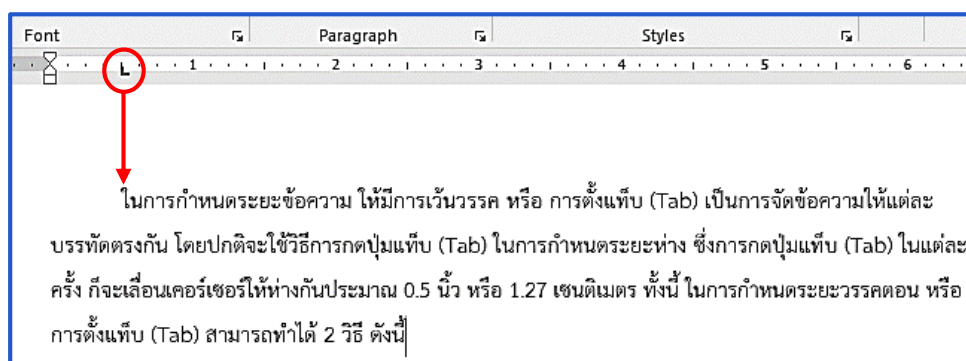 Font Paragraph Styles
1 2 3 4 5 6
ในการกำหนดระยะข้อความ ให้มีการเว้นวรรค หรือ การตั้งแท็บ (Tab) เป็นการจัดข้อความให้แต่ละ
บรรทัดตรงกัน โดยปกติจะใช้วิธีการกดปุ่มแท็บ (Tab) ในการกำหนดระยะห่าง ซึ่งการกดปุ่มแท็บ (Tab) ในแต่ละ
ครั้ง ก็จะเลื่อนเคอร์เซอร์ให้ห่างกันประมาณ 0.5 นิ้ว หรือ 1.27 เซนติเมตร ทั้งนี้ ในการกำหนดระยะวรรคตอน หรือ
การตั้งแท็บ (Tab) สามารถทำได้ 2 วิธี ดังนี้